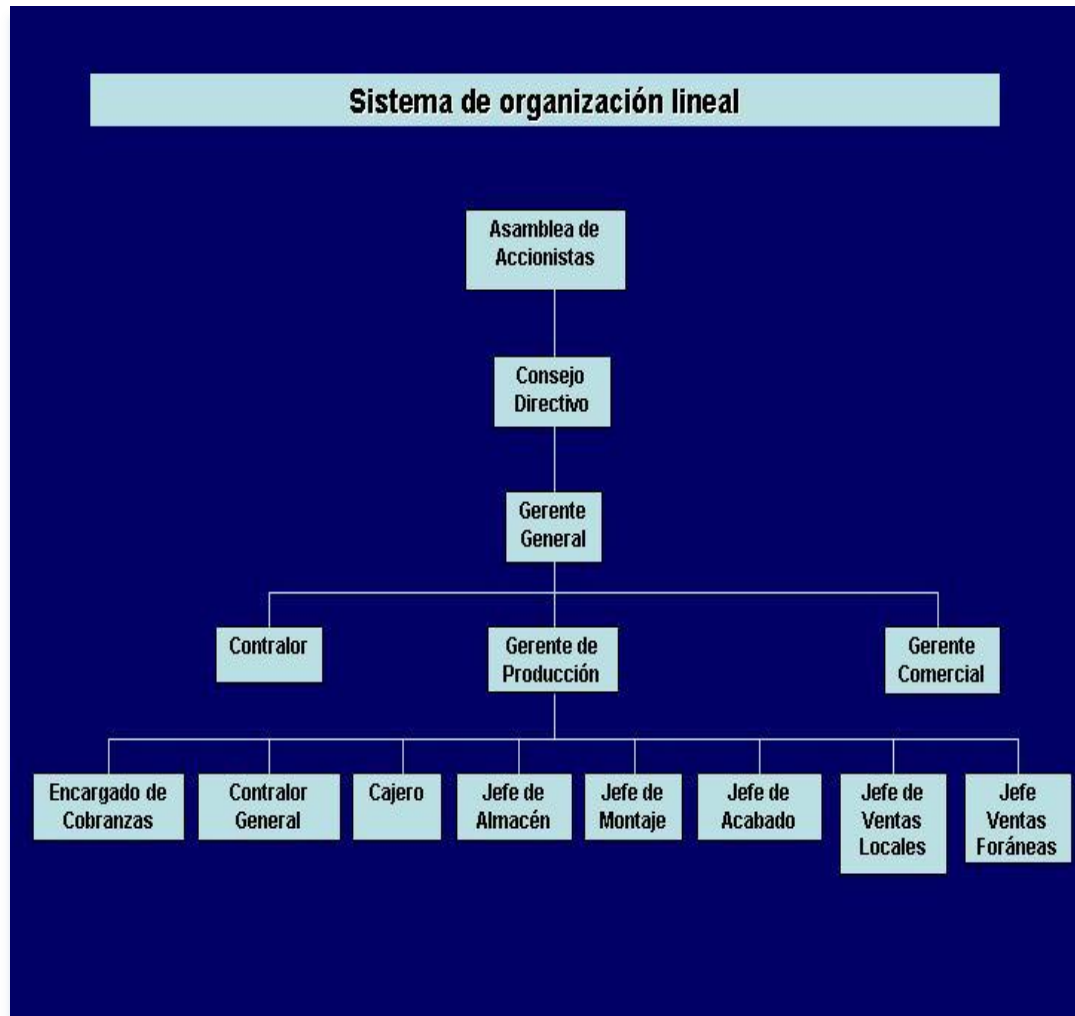 Sistema de organización lineal
Asamblea de
Accionistas
Consejo
Directivo
Gerente
General
Contralor
Gerente de
Producción
Gerente
Comercial
Encargado de
Cobranzas
Contralor
General
Cajero
Jefe de
Almacén
Jefe de
Montaje
Jefe de
Acabado
Jefe de
Ventas
Locales
Jefe
Ventas
Foráneas